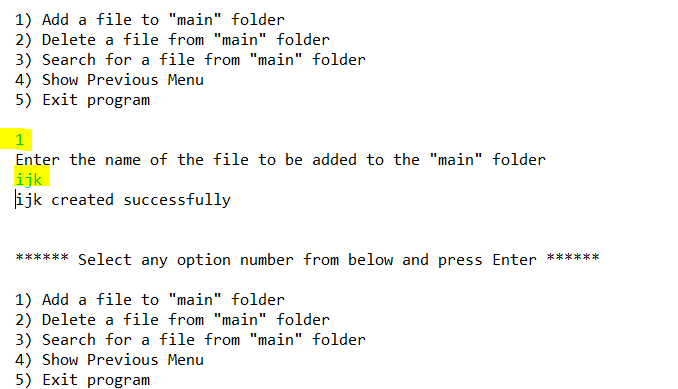 1) Add a file to "main" folder
2) Delete a file from "main" folder
3) Search for a file from "main" folder
4) Show Previous Menu
5) Exit program
1
Enter the name of the file to be added to the "main" folder
ijk
ijk created successfully
****** Select any option number from below and press Enter ******
1) Add a file to "main" folder
2) Delete a file from "main" folder
3) Search for a file from "main" folder
4) Show Previous Menu
5) Exit program